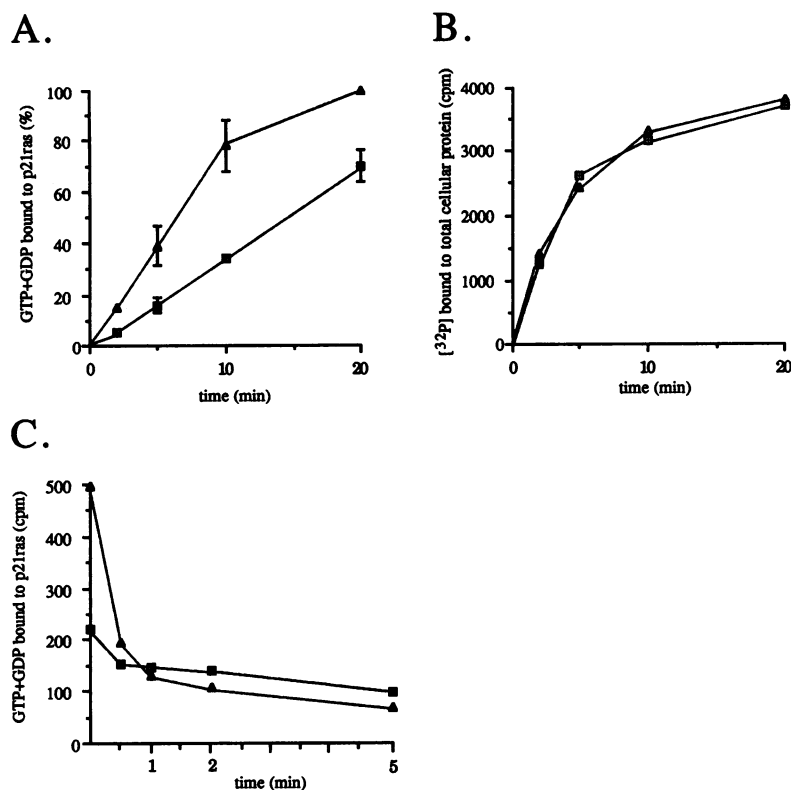 A.
GTP+GDP bound to p21ras (%)
100
80
60
40
20
0
0
10
20
time (min)
B.
[32P] bound to total cellular protein (cpm)
4000
3000
2000
1000
0
0
10
20
time (min)
C.
GTP+GDP bound to p21ras (cpm)
500
400
300
200
100
0
1
2
5
time (min)